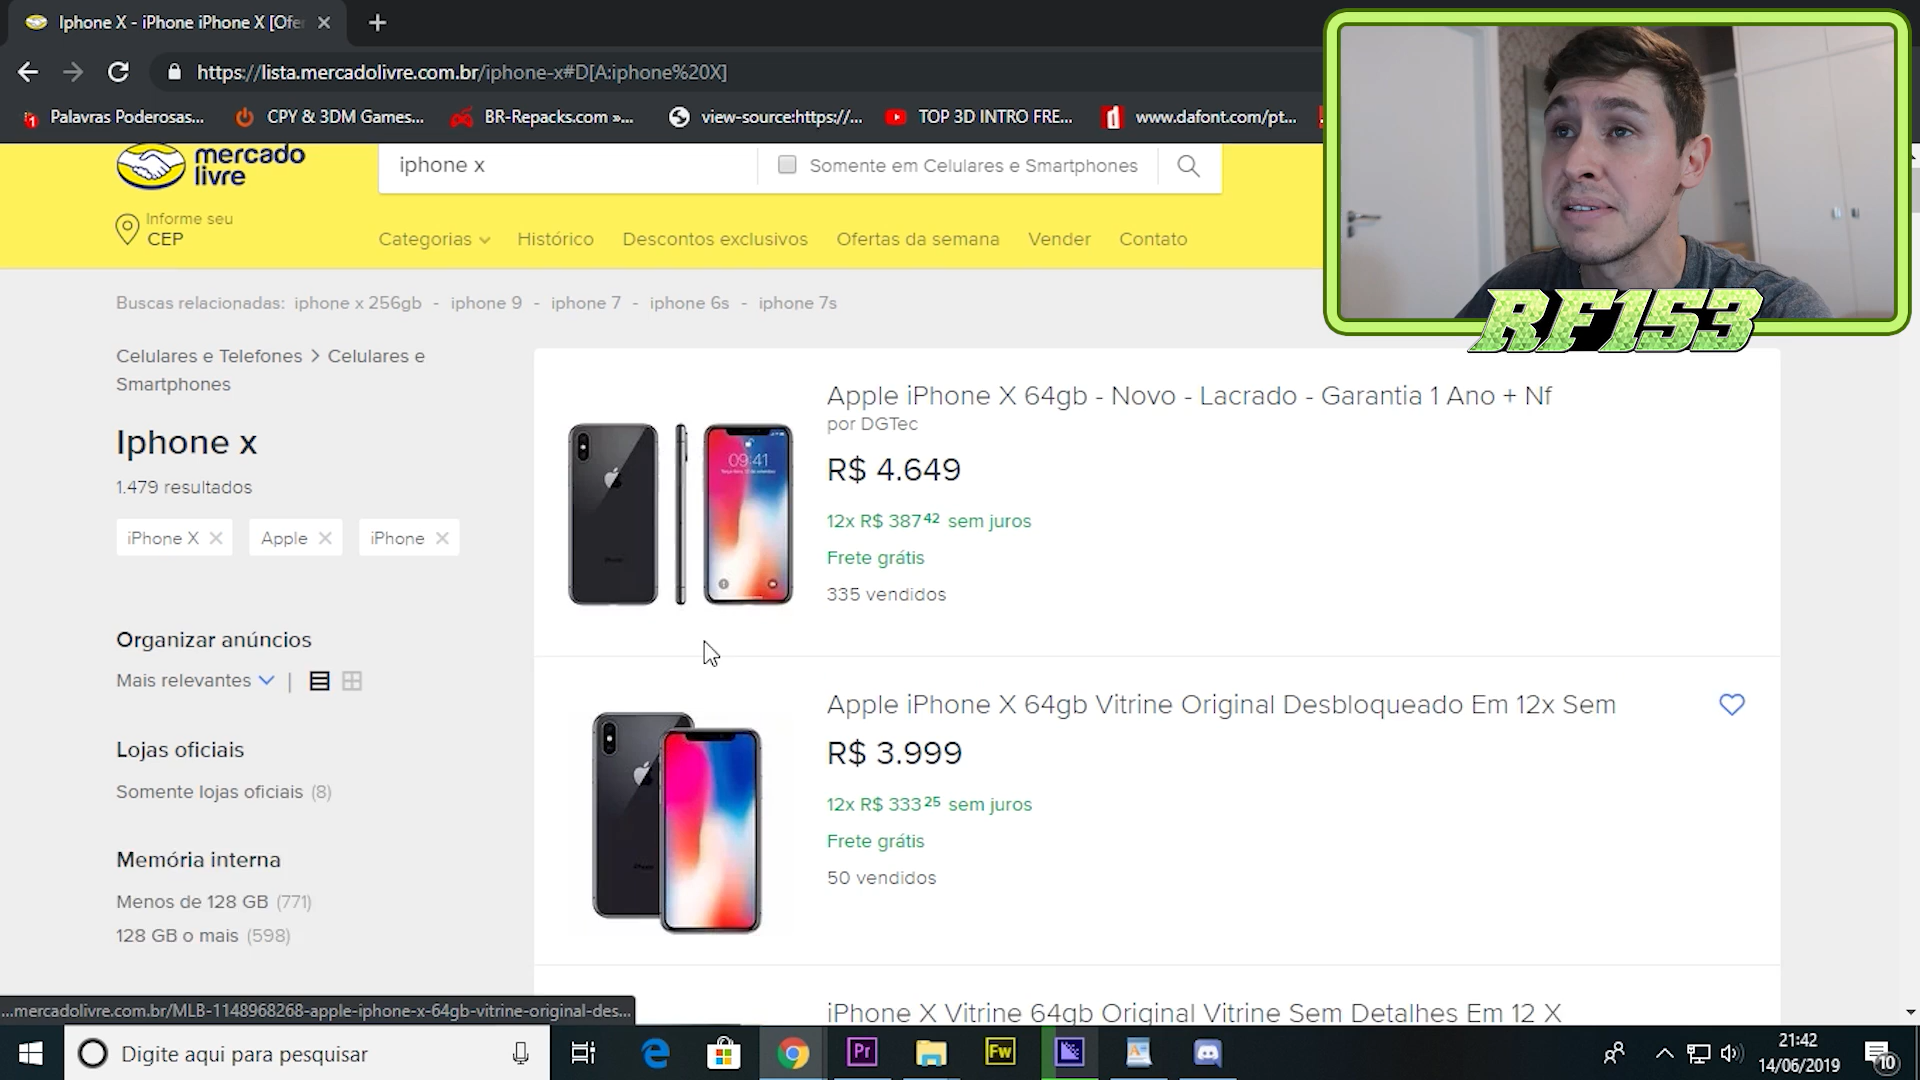 Iphone X - iPhone iPhone X [Ofe
https://lista.mercadolivre.com.br/iphone-x#D[A:iphone%20X]
Palavras Poderosas...
CPY & 3DM Games...
BR-Repacks.com »...
view-source:https://...
TOP 3D INTRO FRE...
www.dafont.com/pt...
mercado
livre
iphone x
Somente em Celulares e Smartphones
Informe seu
CEP
Categorias
Histórico
Descontos exclusivos
Ofertas da semana
Vender
Contato
RF153
Buscas relacionadas: iphone x 256gb - iphone 9 - iphone 7 - iphone 6s - iphone 7s
Celulares e Telefones > Celulares e
Smartphones
Iphone x
1.479 resultados
iPhone X
Apple
iPhone
Organizar anúncios
Mais relevantes
Lojas oficiais
Somente lojas oficiais (8)
Memória interna
Menos de 128 GB (771)
128 GB o mais (598)
Apple iPhone X 64gb - Novo - Lacrado - Garantia 1 Ano + Nf
por DGTec
R$ 4.649
12x R$ 387 42 sem juros
Frete grátis
335 vendidos
09:41
Apple iPhone X 64gb Vitrine Original Desbloqueado Em 12x Sem
R$ 3.999
12x R$ 333 25 sem juros
Frete grátis
50 vendidos
iPhone X Vitrine 64gb Original Vitrine Sem Detalhes Em 12 X
...mercadolivre.com.br/MLB-1148968268-apple-iphone-x-64gb-vitrine-original-des...
Digite aqui para pesquisar
Pr
Fw
21:42
14/06/2019
10